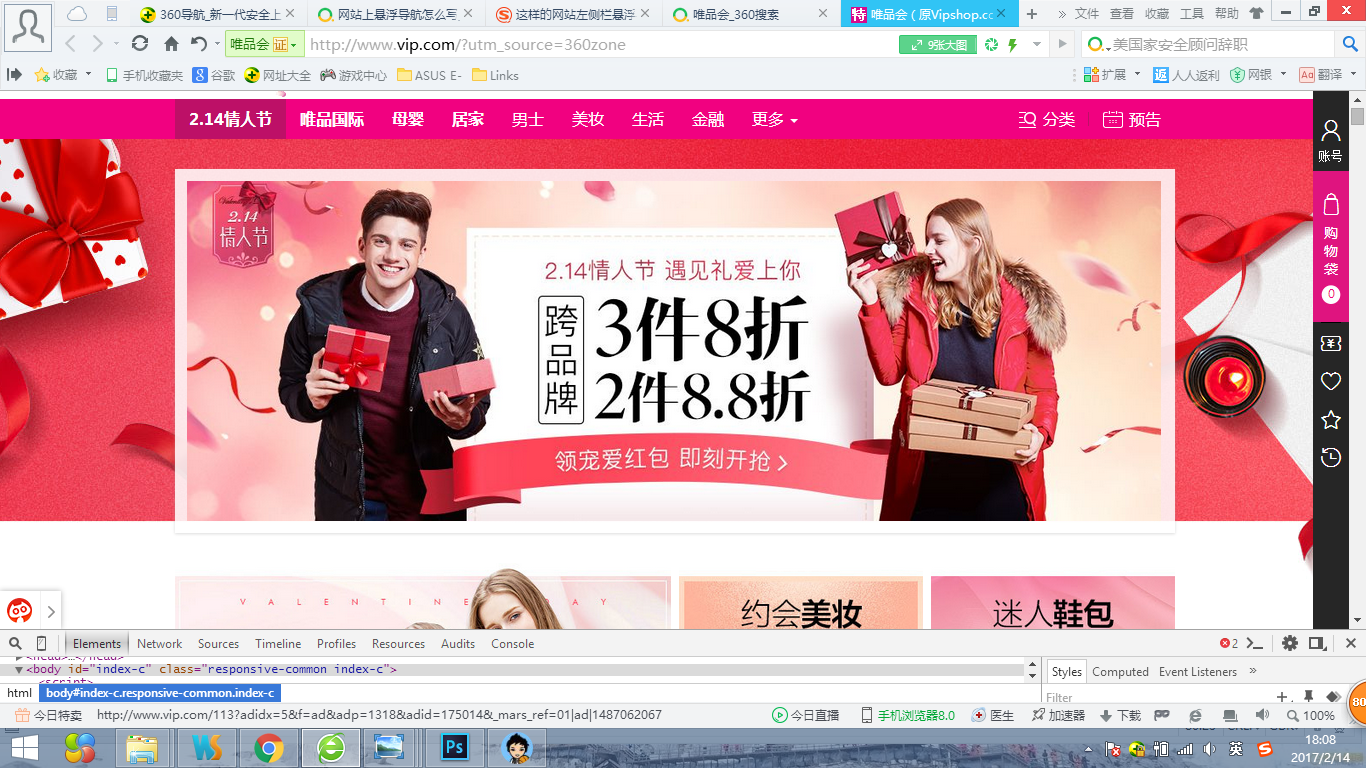 360导航_新一代安全上
网站上悬浮导航怎么写
这样的网站左侧栏悬浮
唯品会_360搜索
特 唯品会（原Vipshop.cc
文件 查看 收藏 工具 帮助
唯品会 证
http://www.vip.com/?utm_source=360zone
9张大图
美国家安全顾问辞职
收藏 手机收藏夹 谷歌 网址大全 游戏中心 ASUS E- Links
扩展 返 人人返利 网银 Aa 翻译
2.14情人节 唯品国际 母婴 居家 男士 美妆 生活 金融 更多
分类 预告
账号
购物袋
0
2.14
情人节
2.14情人节 遇见礼爱上你
跨品牌
3件8折
2件8.8折
领宠爱红包 即刻开抢
约会美妆
迷人鞋包
Elements Network Sources Timeline Profiles Resources Audits Console
2
<body id="index-c" class="responsive-common index-c">
Styles Computed Event Listeners »
html body#index-c.responsive-common.index-c
Filter
80
今日特卖 http://www.vip.com/113?adidx=5&f=ad&adp=1318&adid=175014&_mars_ref=01|ad|1487062067
今日直播 手机浏览器8.0 医生 加速器 下载 100%
WS
Ps
英
18:08
2017/2/14